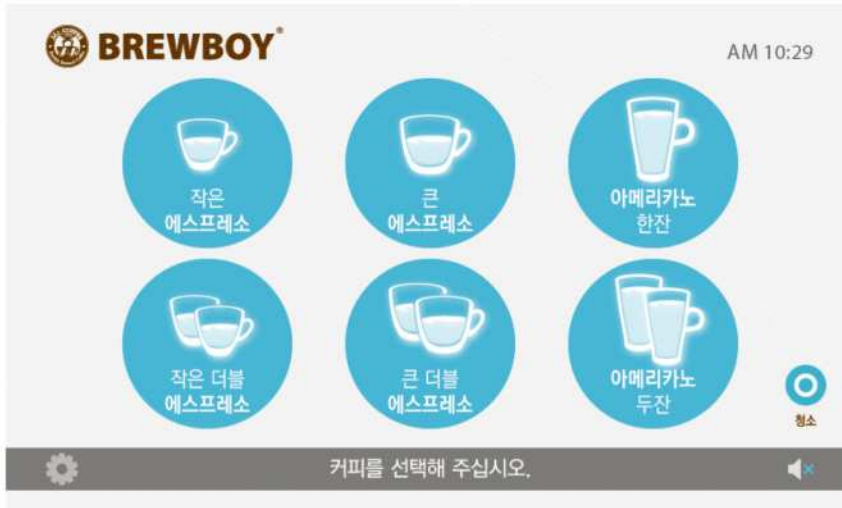 BREWBOY®
AM 10:29
작은
에스프레소
큰
에스프레소
아메리카노
한잔
작은 더블
에스프레소
큰 더블
에스프레소
아메리카노
두잔
청소
커피를 선택해 주십시오.